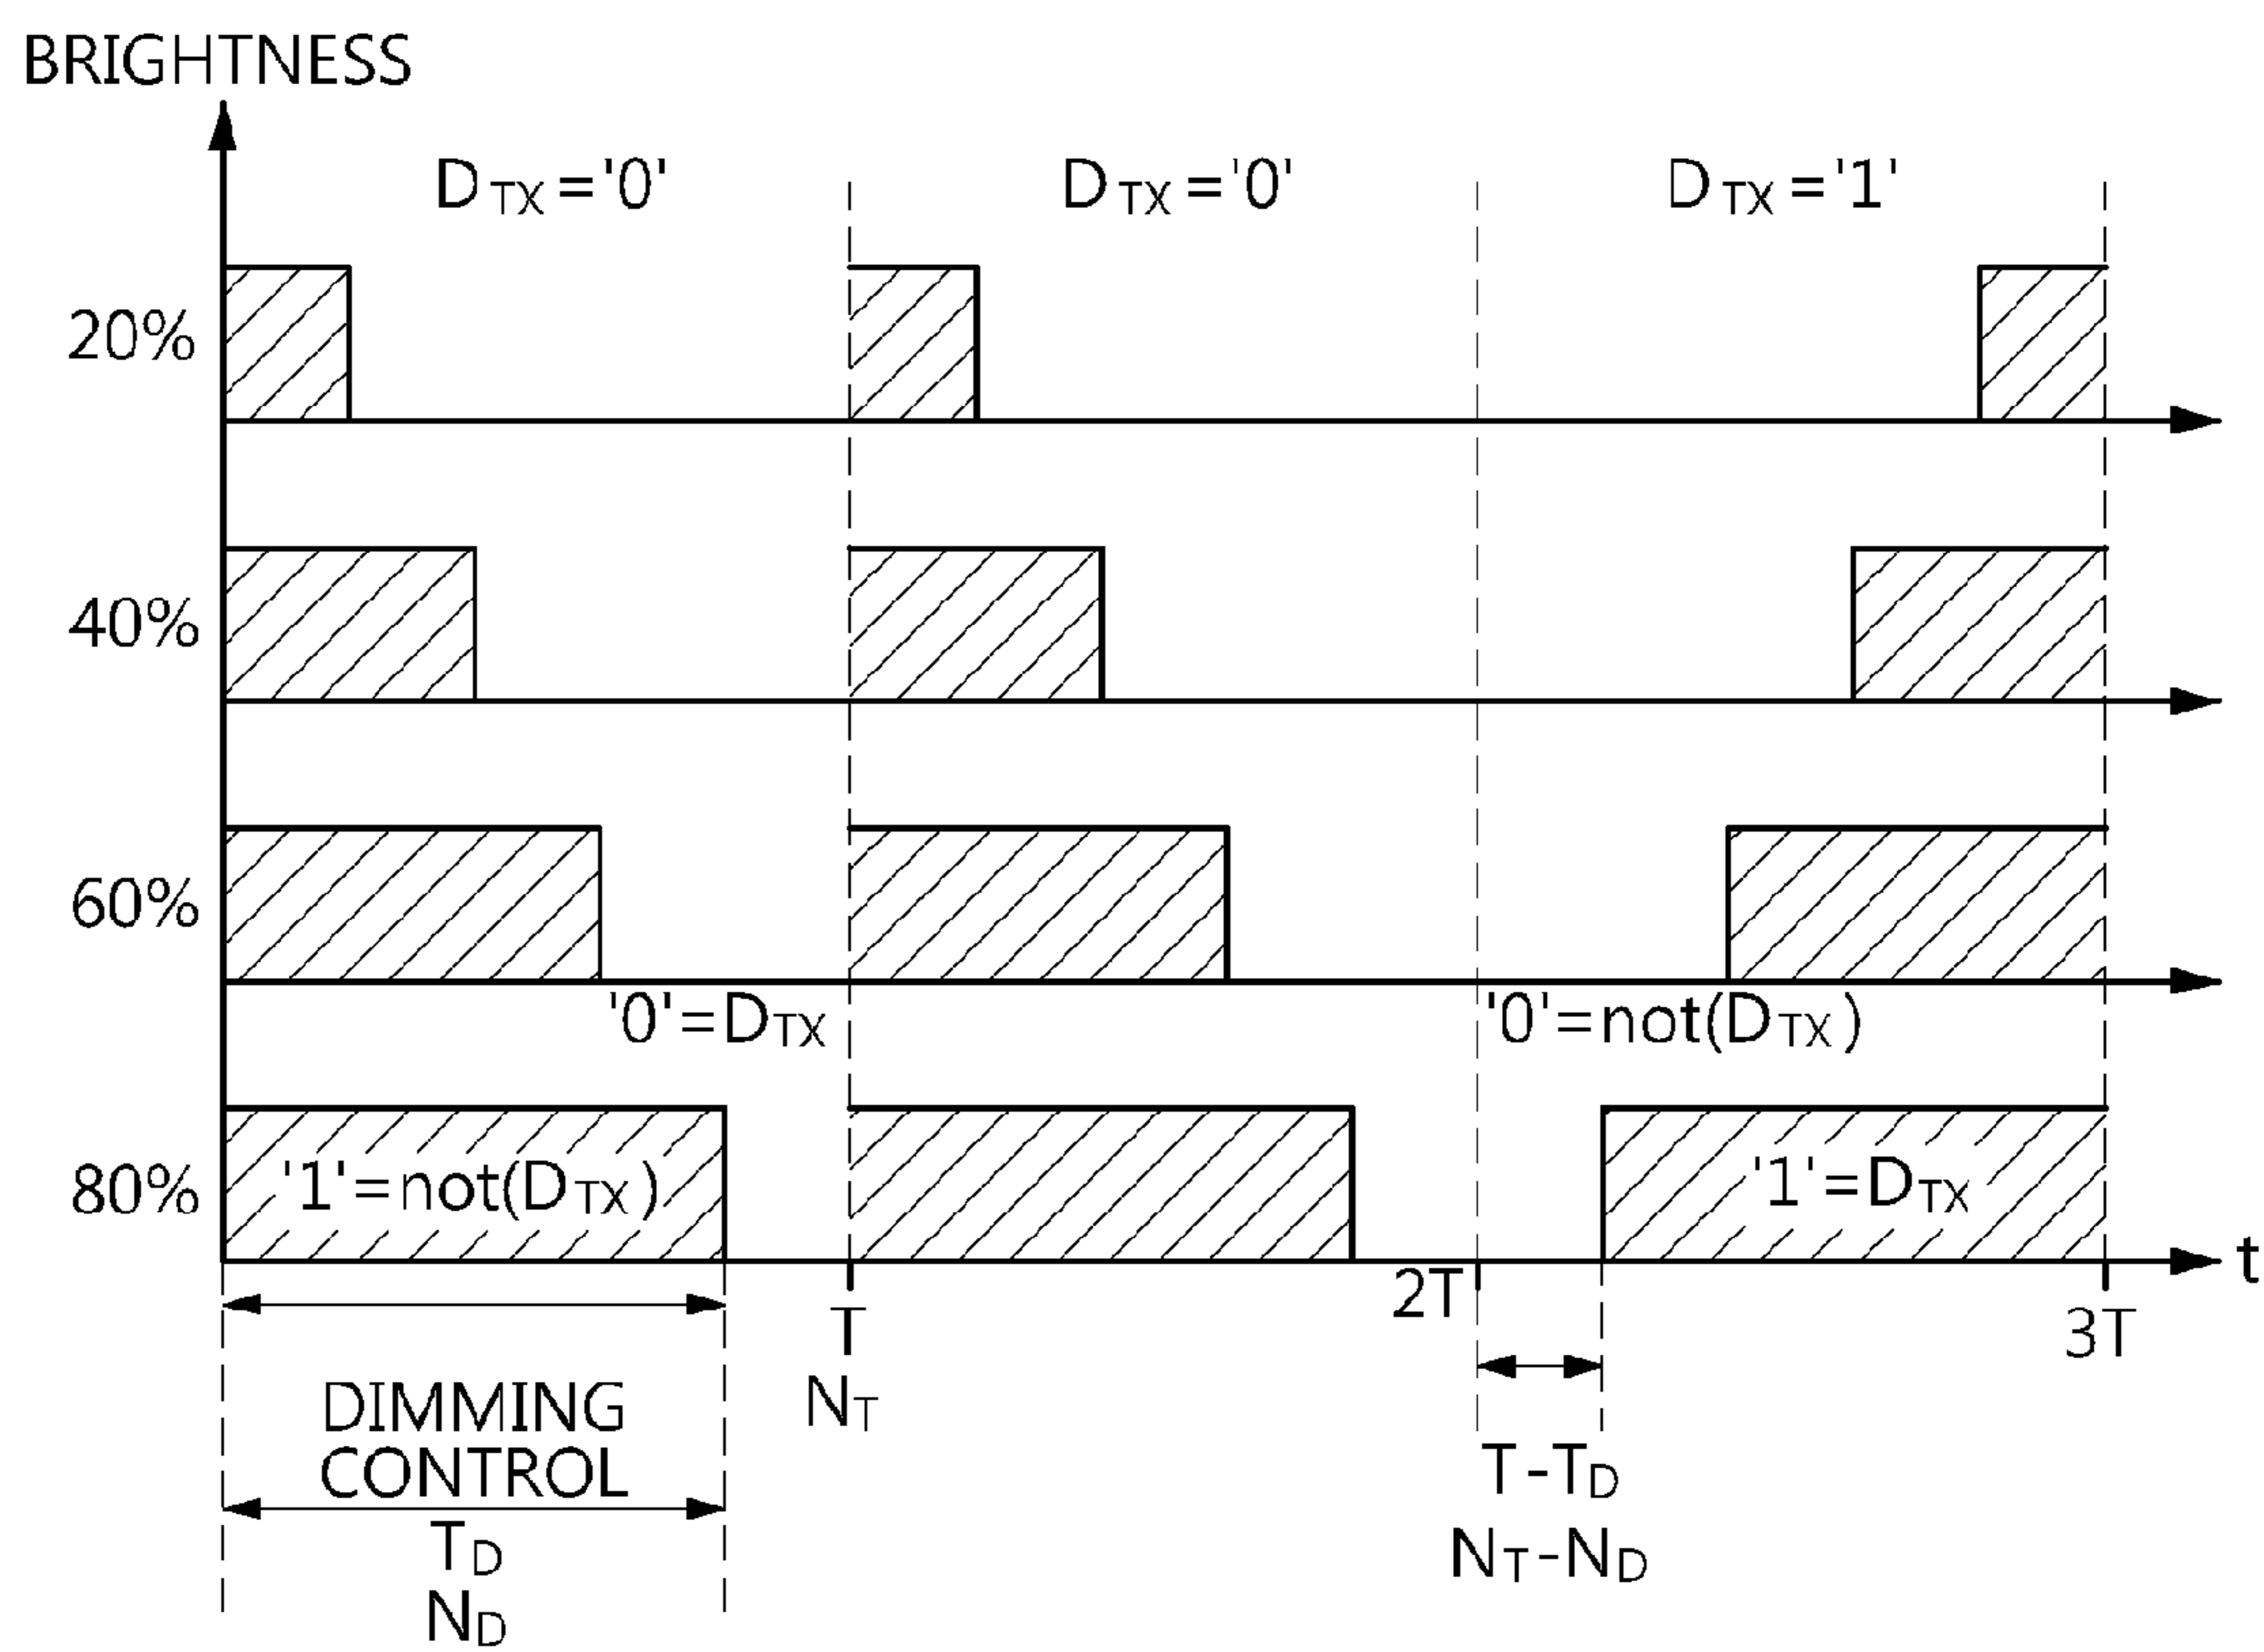 BRIGHTNESS
DTX='0' DTX='0' DTX='1'
20%
40%
60%
'0'=DTX '0'=not(DTX)
80% '1'=not(DTX) '1'=DTX
t
T 2T 3T
NT
DIMMING
CONTROL
TD
ND
T-TD
NT-ND